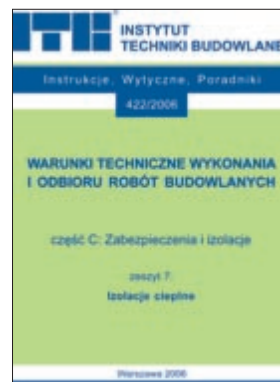 ITB
INSTYTUT
TECHNIKI BUDOWLANE
Instrukcje, Wytyczne, Poradniki
422/2006
WARUNKI TECHNICZNE WYKONANIA
I ODBIORU ROBÓT BUDOWLANYCH
część C: Zabezpieczenia i izolacje
zeszyt 7:
Izolacje cieplne
Warszawa 2006